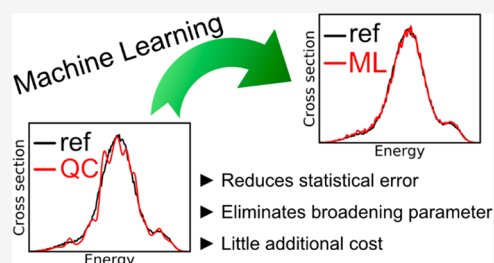 Machine Learning
ref
ML
Cross section
Energy
ref
QC
Cross section
Energy
► Reduces statistical error
► Eliminates broadening parameter
► Little additional cost